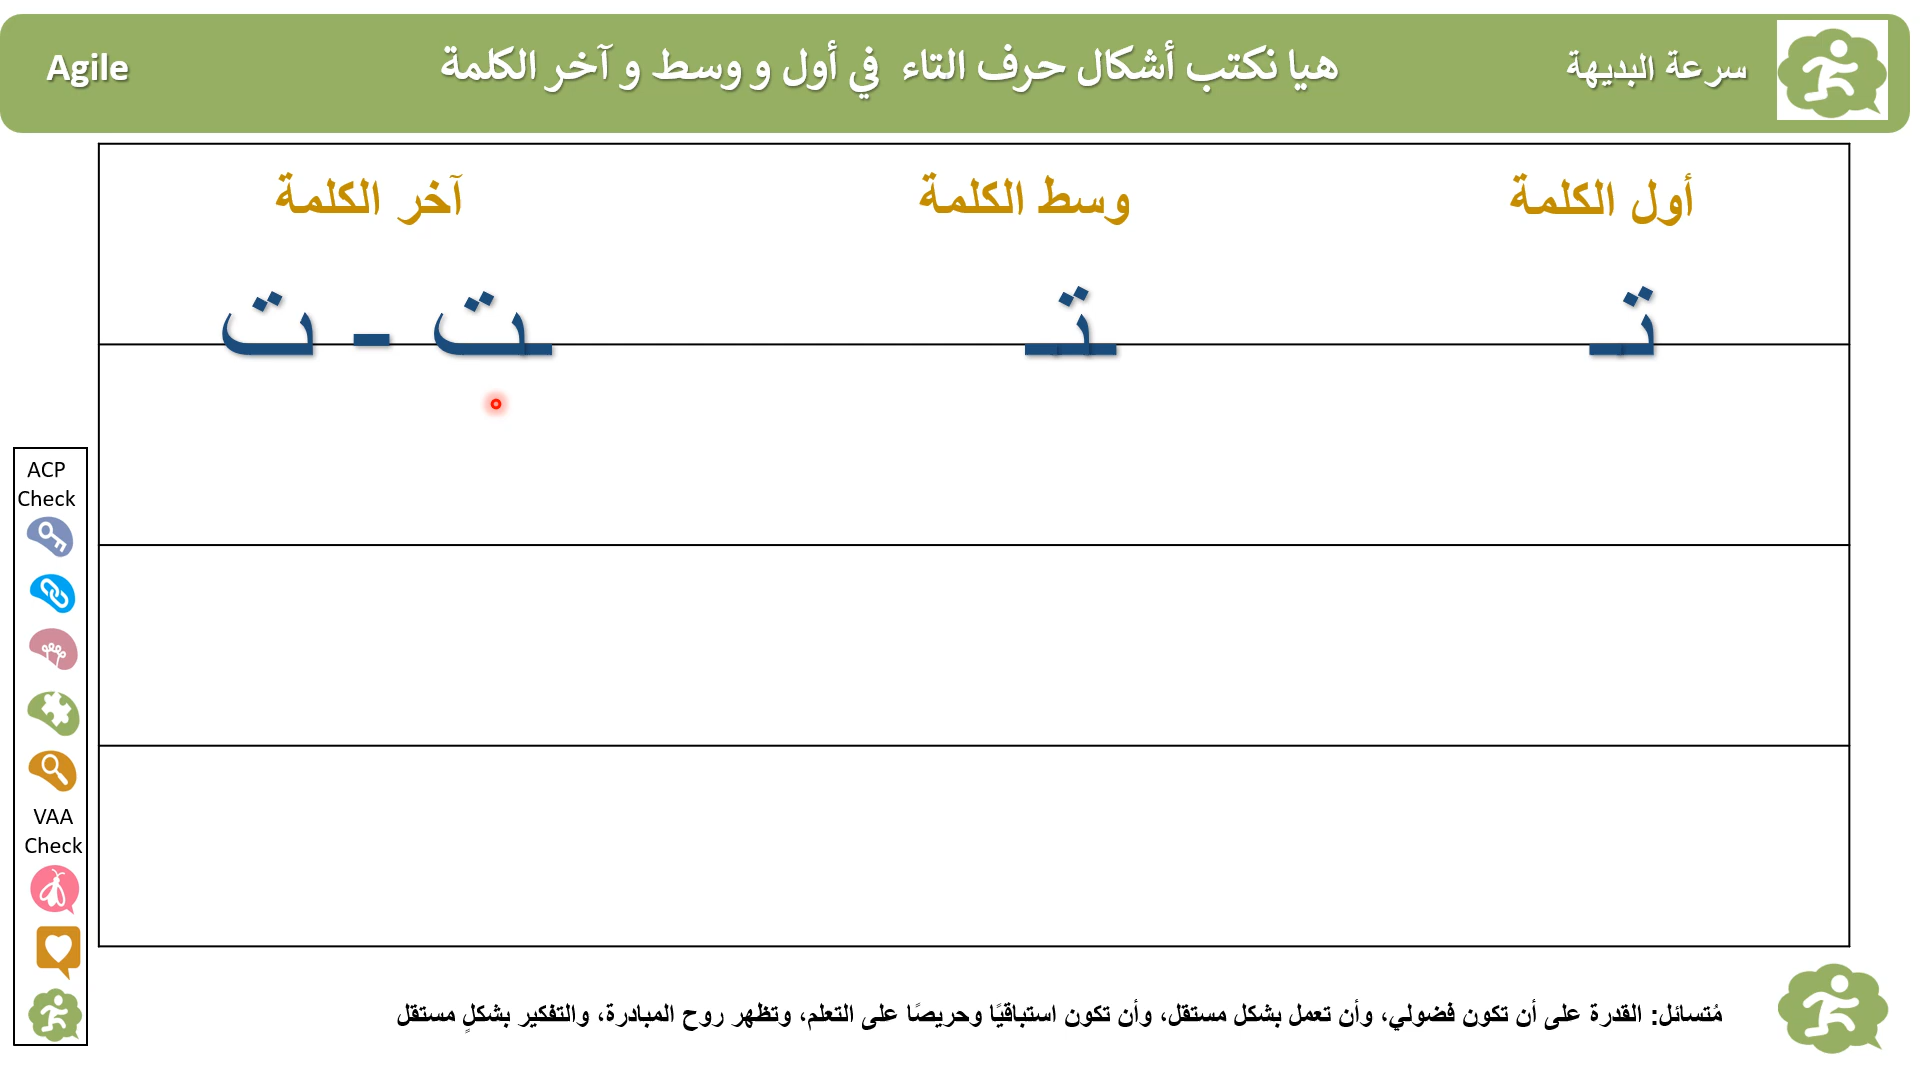 سرعة البديهة
هيا نكتب أشكال حرف التاء في أول و وسط و آخر الكلمة
Agile
أول الكلمة
وسط الكلمة
آخر الكلمة
تـ
ـتـ
ـت - ت
ACP
Check
VAA
Check
مُتسائل: القدرة على أن تكون فضولي، وأن تعمل بشكل مستقل، وأن تكون استباقيًا وحريصًا على التعلم، وتظهر روح المبادرة، والتفكير بشكلٍ مستقل